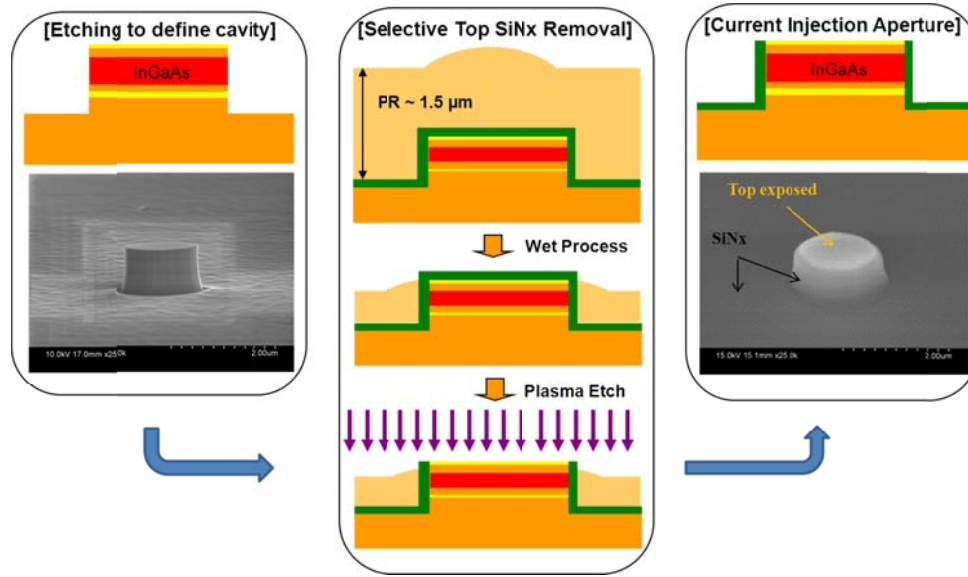 [Etching to define cavity]
InGaAs
10.0kV 17.0mm x25.0k
2.00um
[Selective Top SiNx Removal]
PR ~ 1.5 µm
Wet Process
Plasma Etch
[Current Injection Aperture]
InGaAs
Top exposed
SiNx
15.0kV 15.1mm x25.0k
2.00um